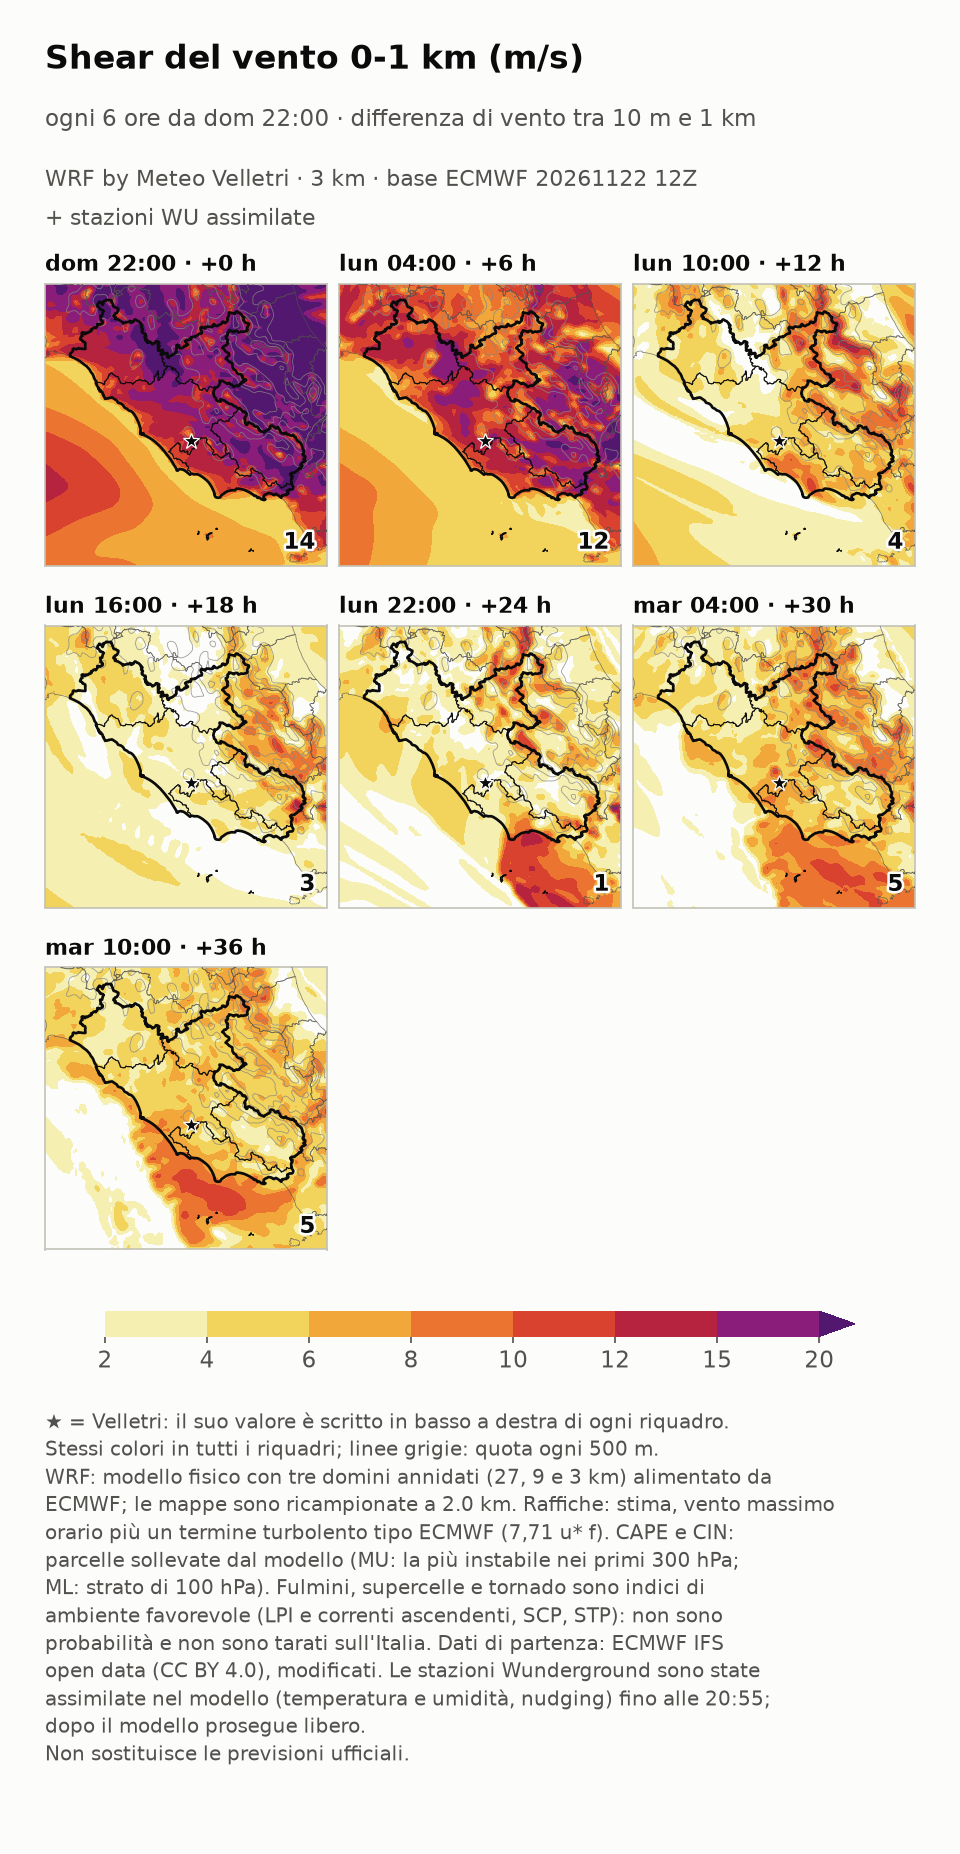 Shear del vento 0-1 km (m/s)
ogni 6 ore da dom 22:00 · differenza di vento tra 10 m e 1 km
WRF by Meteo Velletri · 3 km · base ECMWF 20261122 12Z
+ stazioni WU assimilate
dom 22:00 · +0 h
lun 04:00 · +6 h
lun 10:00 · +12 h
14
12
4
lun 16:00 · +18 h
lun 22:00 · +24 h
mar 04:00 · +30 h
3
1
5
mar 10:00 · +36 h
5
2 4 6 8 10 12 15 20
★ = Velletri: il suo valore è scritto in basso a destra di ogni riquadro.
Stessi colori in tutti i riquadri; linee grigie: quota ogni 500 m.
WRF: modello fisico con tre domini annidati (27, 9 e 3 km) alimentato da
ECMWF; le mappe sono ricampionate a 2.0 km. Raffiche: stima, vento massimo
orario più un termine turbolento tipo ECMWF (7,71 u* f). CAPE e CIN:
parcelle sollevate dal modello (MU: la più instabile nei primi 300 hPa;
ML: strato di 100 hPa). Fulmini, supercelle e tornado sono indici di
ambiente favorevole (LPI e correnti ascendenti, SCP, STP): non sono
probabilità e non sono tarati sull'Italia. Dati di partenza: ECMWF IFS
open data (CC BY 4.0), modificati. Le stazioni Wunderground sono state
assimilate nel modello (temperatura e umidità, nudging) fino alle 20:55;
dopo il modello prosegue libero.
Non sostituisce le previsioni ufficiali.